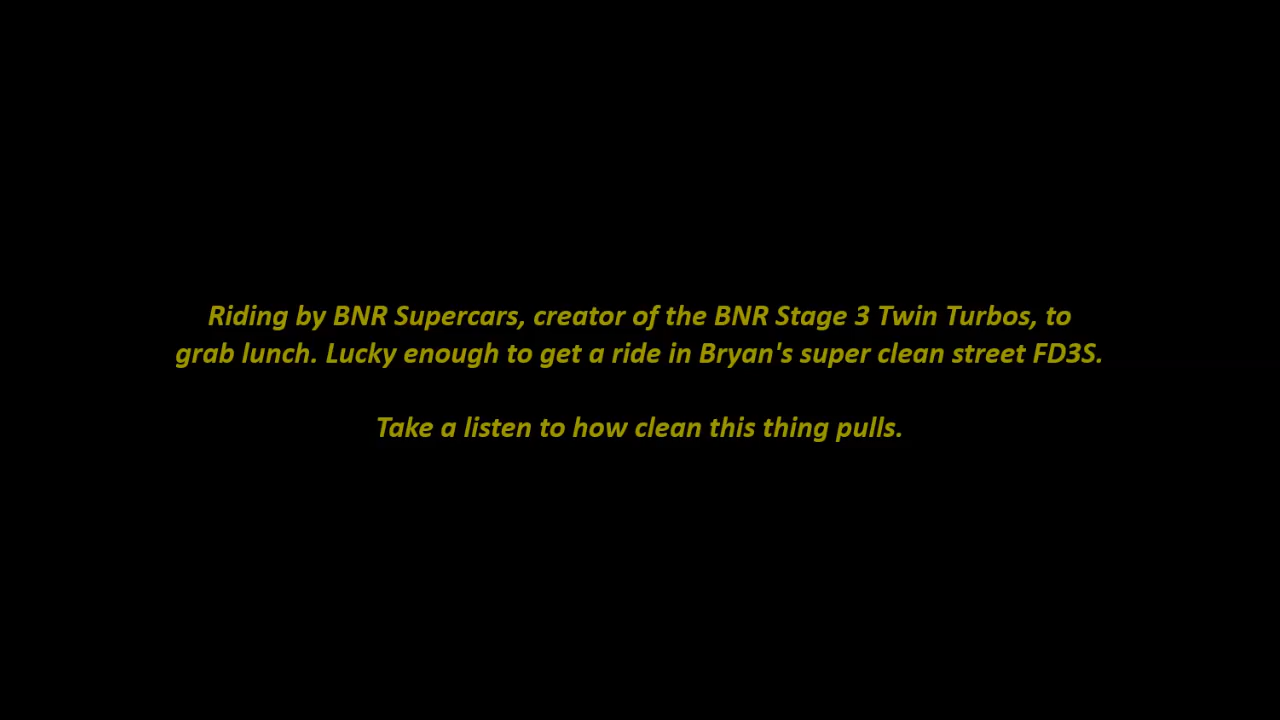 Riding by BNR Supercars, creator of the BNR Stage 3 Twin Turbos, to
grab lunch. Lucky enough to get a ride in Bryan's super clean street FD3S.
Take a listen to how clean this thing pulls.